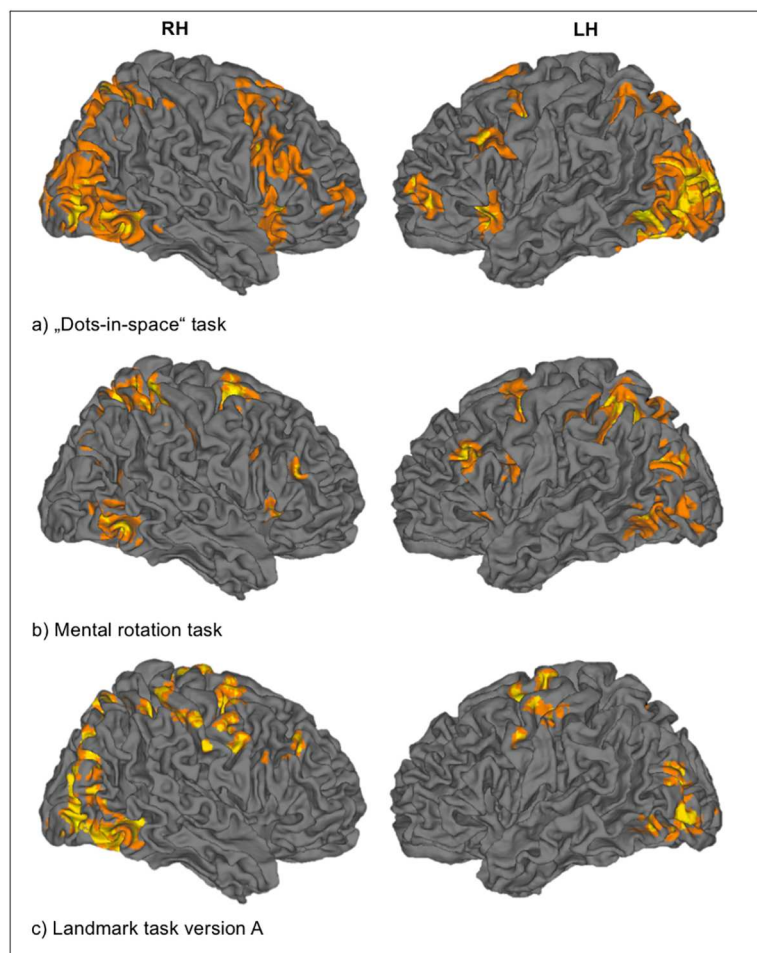 RH LH
a) „Dots-in-space“ task
b) Mental rotation task
c) Landmark task version A